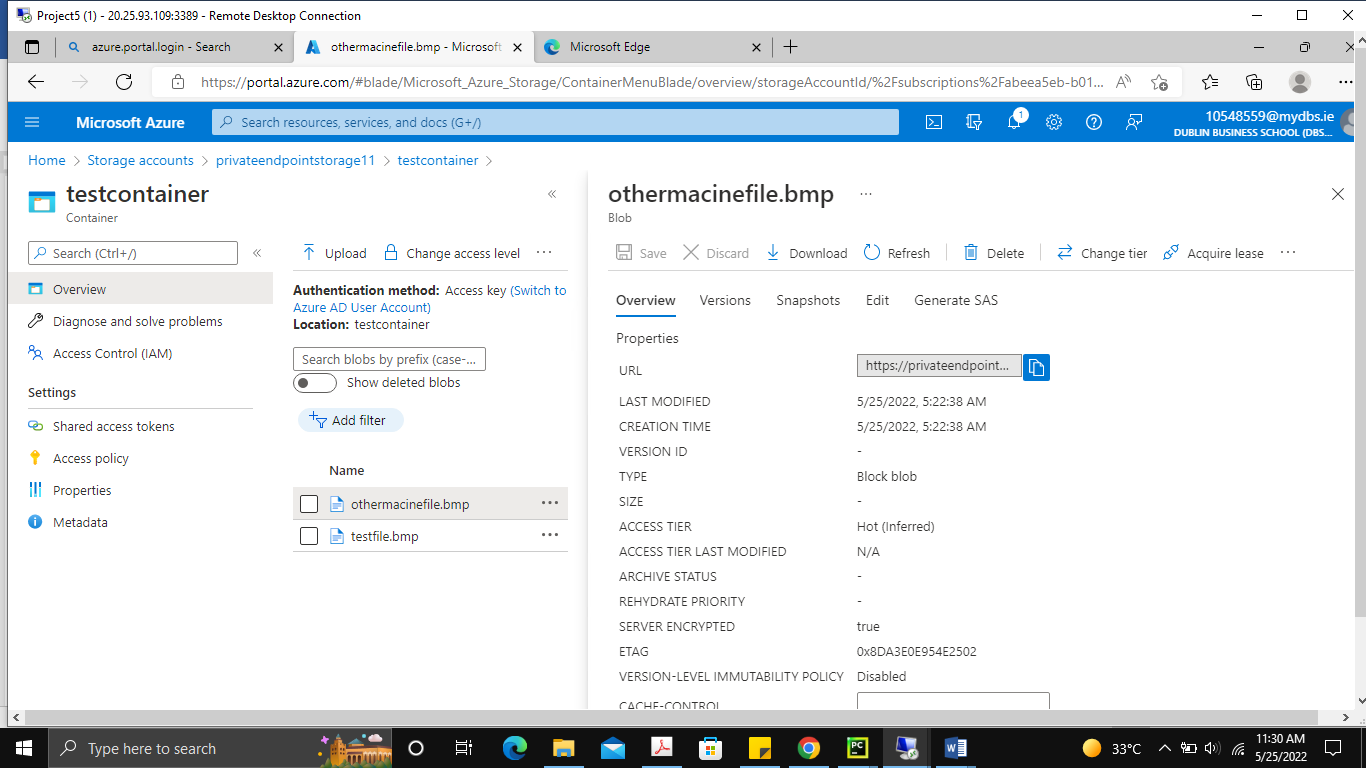 Project5 (1) - 20.25.93.109:3389 - Remote Desktop Connection
azure.portal.login - Search
othermacinefile.bmp - Microsoft
Microsoft Edge
https://portal.azure.com/#blade/Microsoft_Azure_Storage/ContainerMenuBlade/overview/storageAccountId/%2Fsubscriptions%2Fabeea5eb-b01...
Microsoft Azure
Search resources, services, and docs (G+/)
1
10548559@mydbs.ie
DUBLIN BUSINESS SCHOOL (DBS...
Home > Storage accounts > privateendpointstorage11 > testcontainer >
testcontainer
Container
Search (Ctrl+/)
Overview
Diagnose and solve problems
Access Control (IAM)
Settings
Shared access tokens
Access policy
Properties
Metadata
Upload
Change access level
Authentication method: Access key (Switch to
Azure AD User Account)
Location: testcontainer
Search blobs by prefix (case-...
Show deleted blobs
Add filter
Name
othermacinefile.bmp
testfile.bmp
othermacinefile.bmp
Blob
Save
Discard
Download
Refresh
Delete
Change tier
Acquire lease
Overview
Versions
Snapshots
Edit
Generate SAS
Properties
URL https://privateendpoint...
LAST MODIFIED 5/25/2022, 5:22:38 AM
CREATION TIME 5/25/2022, 5:22:38 AM
VERSION ID -
TYPE Block blob
SIZE -
ACCESS TIER Hot (Inferred)
ACCESS TIER LAST MODIFIED N/A
ARCHIVE STATUS -
REHYDRATE PRIORITY -
SERVER ENCRYPTED true
ETAG 0x8DA3E0E954E2502
VERSION-LEVEL IMMUTABILITY POLICY Disabled
CACHE-CONTROL
Type here to search
33°C
11:30 AM
5/25/2022